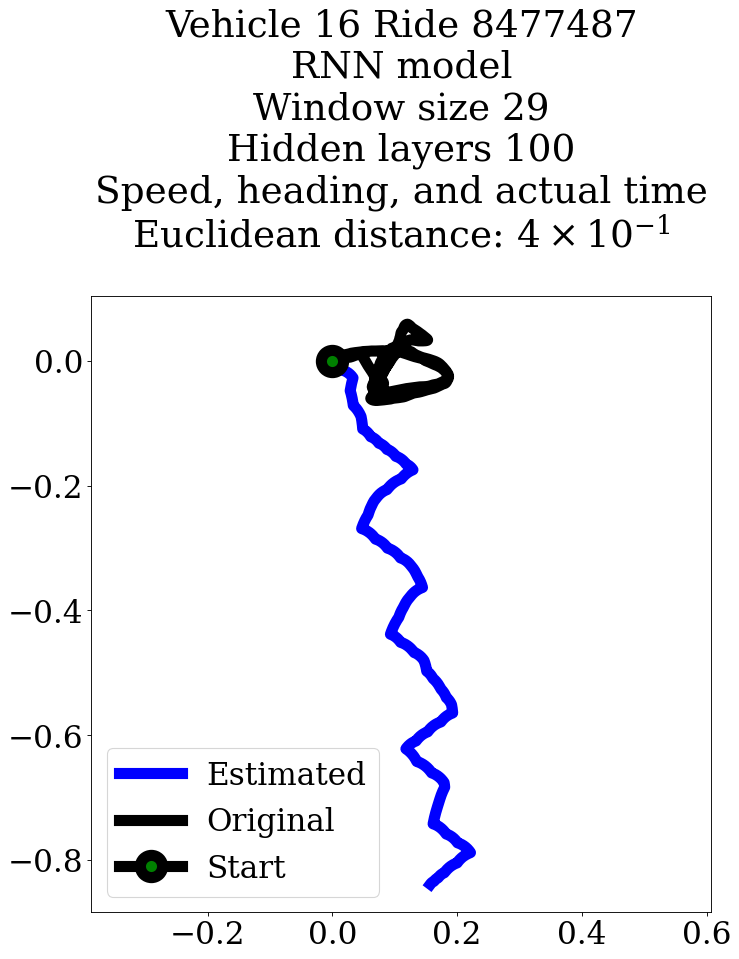 Vehicle 16 Ride 8477487
RNN model
Window size 29
Hidden layers 100
Speed, heading, and actual time
Euclidean distance: 4 × 10⁻¹
0.0
−0.2
−0.4
−0.6
−0.8
Estimated
Original
Start
−0.2 0.0 0.2 0.4 0.6